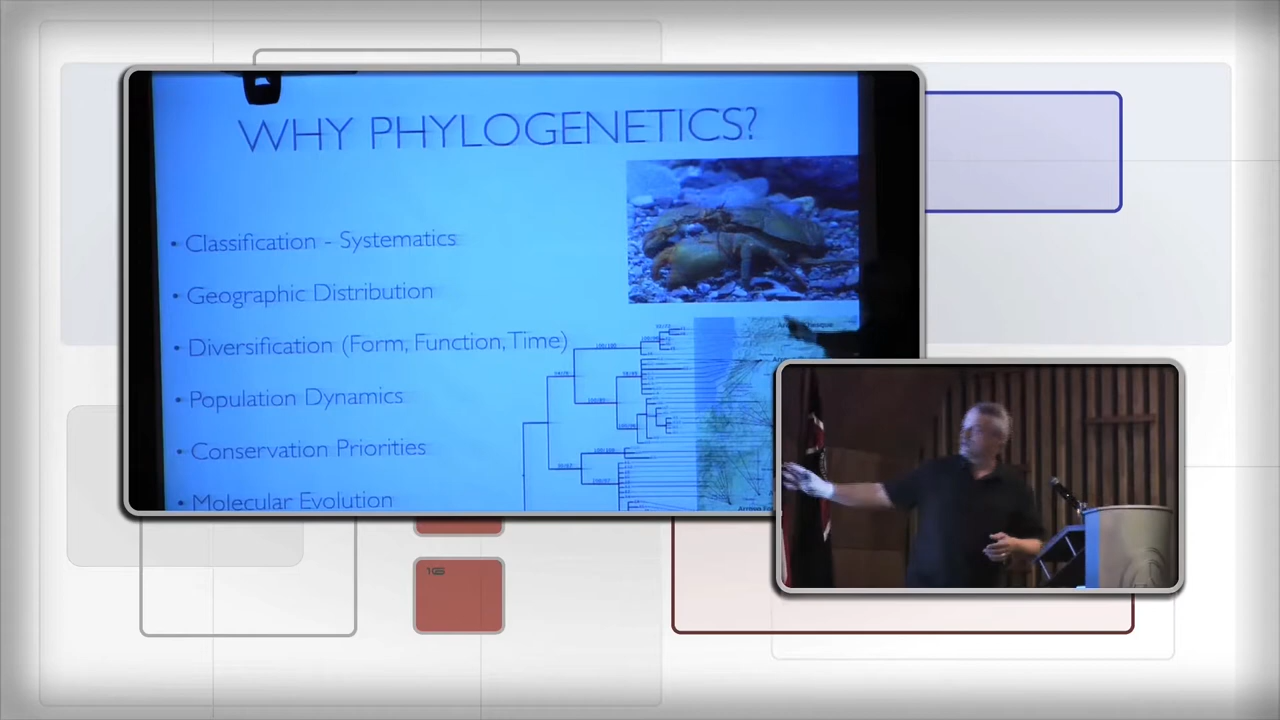 WHY PHYLOGENETICS?
• Classification - Systematics
• Geographic Distribution
• Diversification (Form, Function, Time)
• Population Dynamics
• Conservation Priorities
• Molecular Evolution